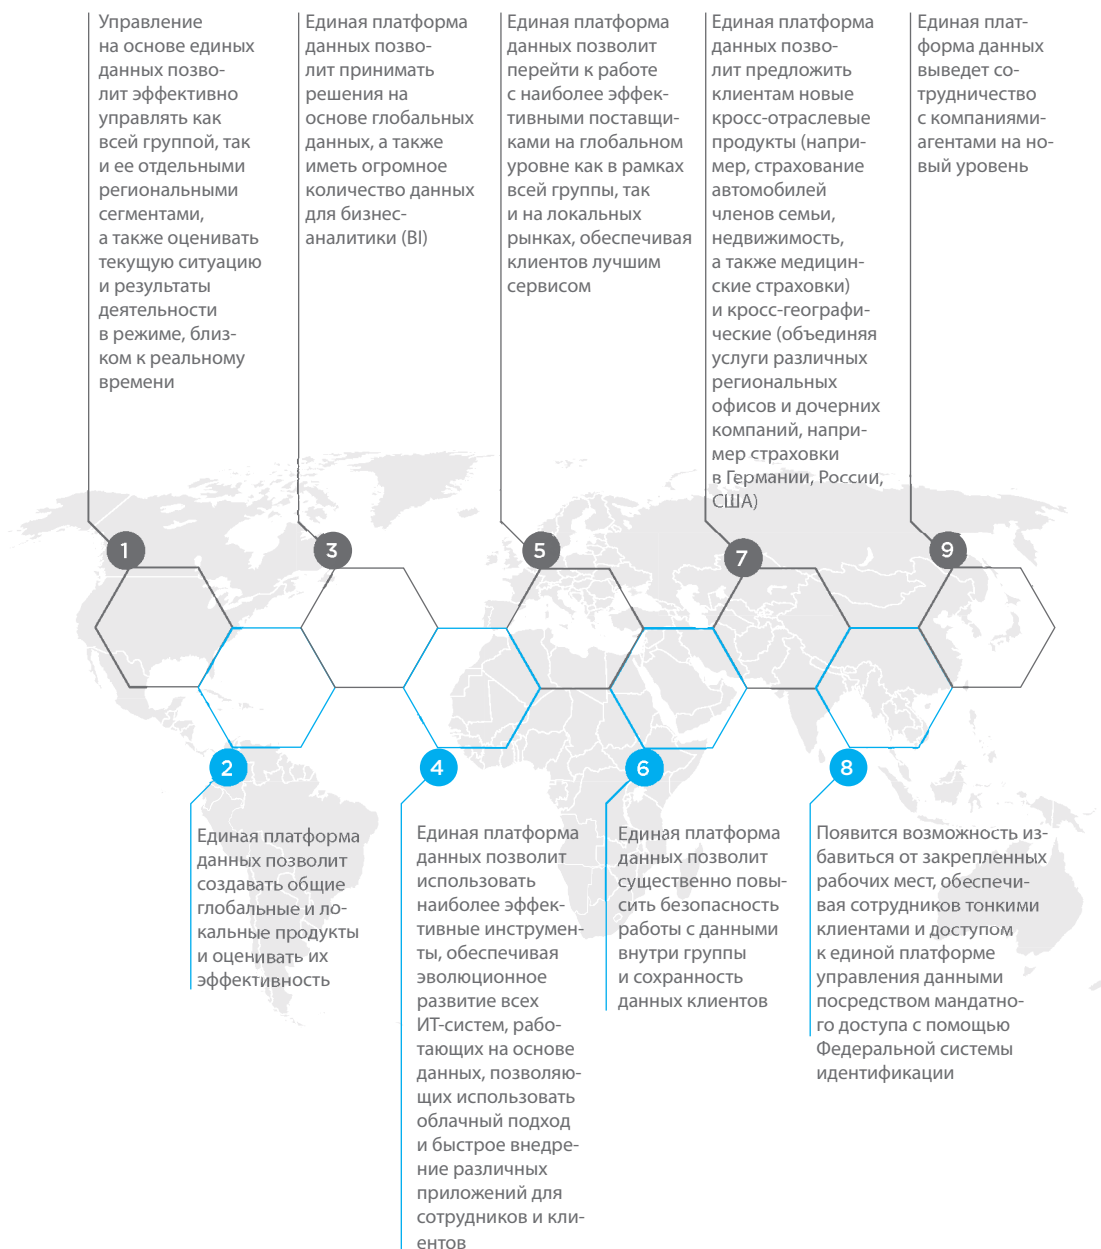 Управление
на основе единых
данных позво-
лит эффективно
управлять как
всей группой, так
и ее отдельными
региональными
сегментами,
а также оценивать
текущую ситуацию
и результаты
деятельности
в режиме, близ-
ком к реальному
времени
Единая платформа
данных позво-
лит принимать
решения на
основе глобальных
данных, а также
иметь огромное
количество данных
для бизнес-
аналитики (BI)
Единая платформа
данных позволит
перейти к работе
с наиболее эффек-
тивными поставщи-
ками на глобальном
уровне как в рамках
всей группы, так
и на локальных
рынках, обеспечивая
клиентов лучшим
сервисом
Единая платформа
данных позво-
лит предложить
клиентам новые
кросс-отраслевые
продукты (напри-
мер, страхование
автомобилей
членов семьи,
недвижимость,
а также медицин-
ские страховки)
и кросс-географи-
ческие (объединяя
услуги различных
региональных
офисов и дочерних
компаний, напри-
мер страховки
в Германии, России,
США)
Единая плат-
форма данных
выведет со-
трудничество
с компаниями-
агентами на но-
вый уровень
1
3
5
7
9
2
4
6
8
Единая платформа
данных позволит
создавать общие
глобальные и ло-
кальные продукты
и оценивать их
эффективность
Единая платформа
данных позволит
использовать
наиболее эффек-
тивные инструмен-
ты, обеспечивая
эволюционное
развитие всех
ИТ-систем, рабо-
тающих на основе
данных, позволяю-
щих использовать
облачный подход
и быстрое внедре-
ние различных
приложений для
сотрудников и кли-
ентов
Единая платформа
данных позволит
существенно повы-
сить безопасность
работы с данными
внутри группы
и сохранность
данных клиентов
Появится возможность из-
бавиться от закрепленных
рабочих мест, обеспечи-
вая сотрудников тонкими
клиентами и доступом
к единой платформе
управления данными
посредством мандатно-
го доступа с помощью
Федеральной системы
идентификации